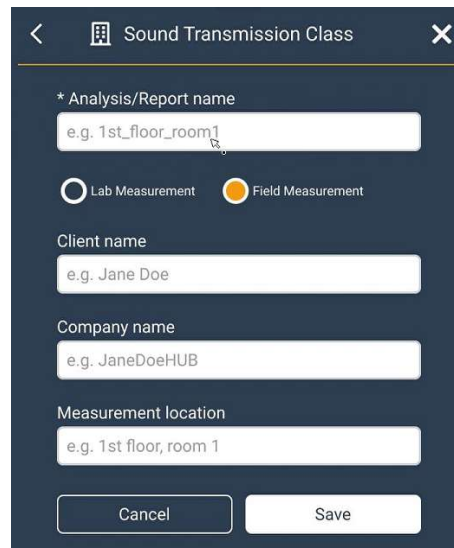 Sound Transmission Class
* Analysis/Report name
e.g. 1st_floor_room1
Lab Measurement Field Measurement
Client name
e.g. Jane Doe
Company name
e.g. JaneDoeHUB
Measurement location
e.g. 1st floor, room 1
Cancel Save